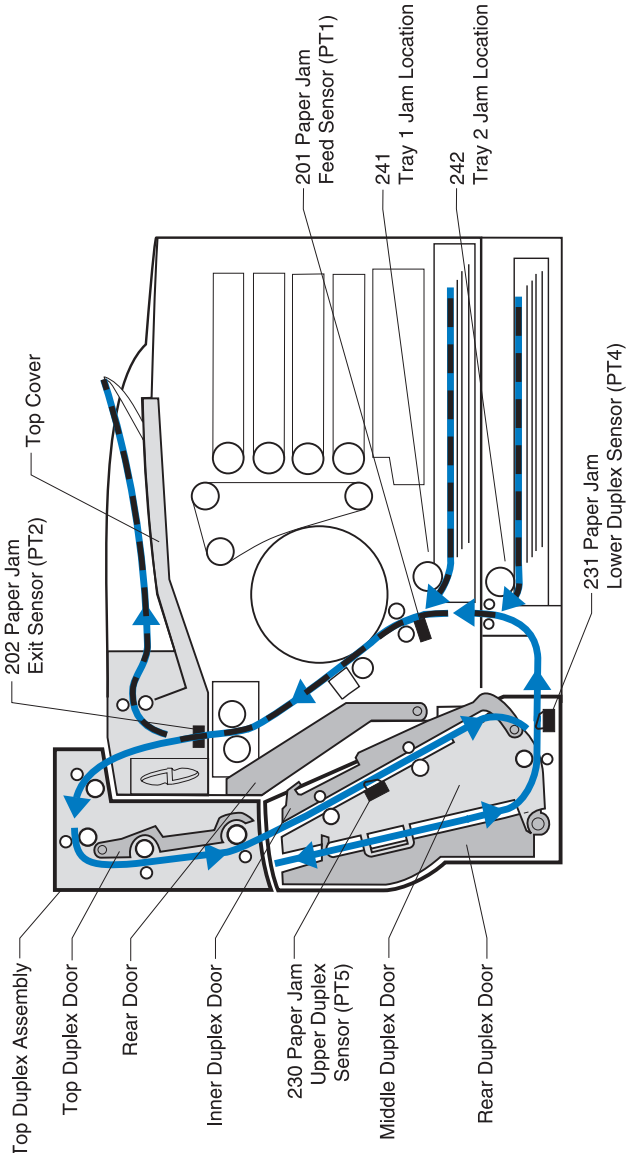 Top Duplex Assembly
Top Duplex Door
Rear Door
Inner Duplex Door
230 Paper Jam
Upper Duplex
Sensor (PT5)
Middle Duplex Door
Rear Duplex Door
202 Paper Jam
Exit Sensor (PT2)
Top Cover
231 Paper Jam
Lower Duplex Sensor (PT4)
201 Paper Jam
Feed Sensor (PT1)
241
Tray 1 Jam Location
242
Tray 2 Jam Location